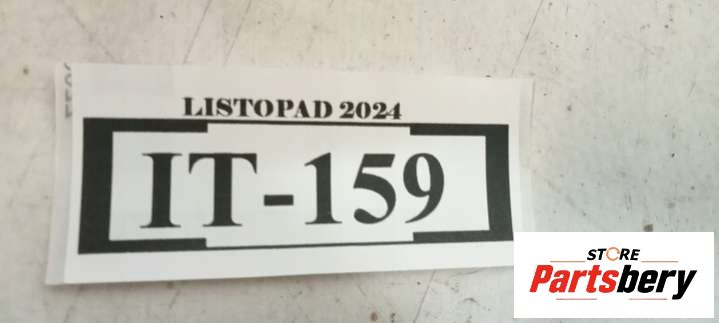 LISTOPAD 2024
IT-159
STORE
Partsbery